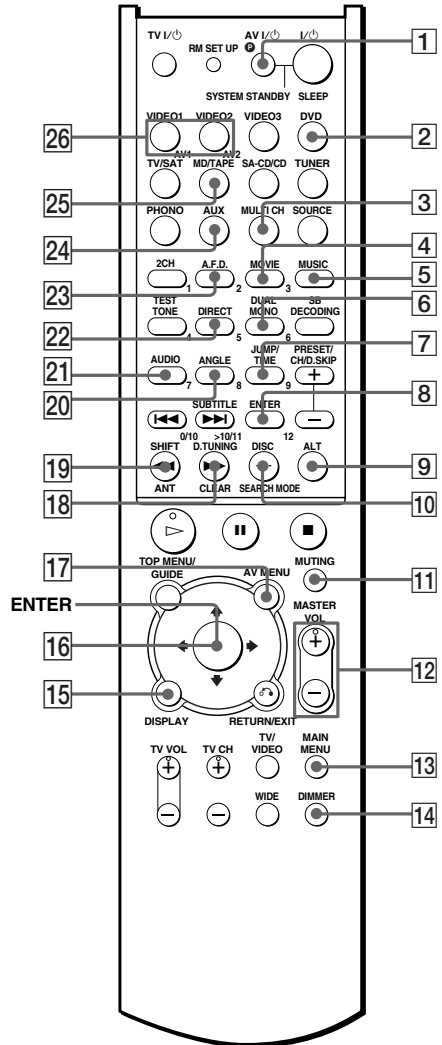 TV I/⏻ AV I/⏻ I/⏻
RM SET UP
P
1
SYSTEM STANDBY SLEEP
VIDEO1 VIDEO2 VIDEO3 DVD
26
2
AV1 AV2
TV/SAT MD/TAPE SA-CD/CD TUNER
25
3
PHONO AUX MULTI CH SOURCE
24
4
2CH A.F.D. MOVIE MUSIC
5
23
1 2 3
TEST TONE DIRECT DUAL MONO SB DECODING
6
22
4 5 6
AUDIO ANGLE JUMP/TIME PRESET/CH/D.SKIP
7
21
7 8 9
20
+
8
SUBTITLE ENTER
⏮ ⏭ −
0/10 >10/11 12
SHIFT D.TUNING DISC ALT
19
9
ANT CLEAR SEARCH MODE
18
10
17
TOP MENU/GUIDE AV MENU MUTING
11
ENTER
MASTER VOL
+
12
16
−
15
DISPLAY RETURN/EXIT
TV VOL TV CH TV/VIDEO MAIN MENU
+ +
13
WIDE DIMMER
− −
14